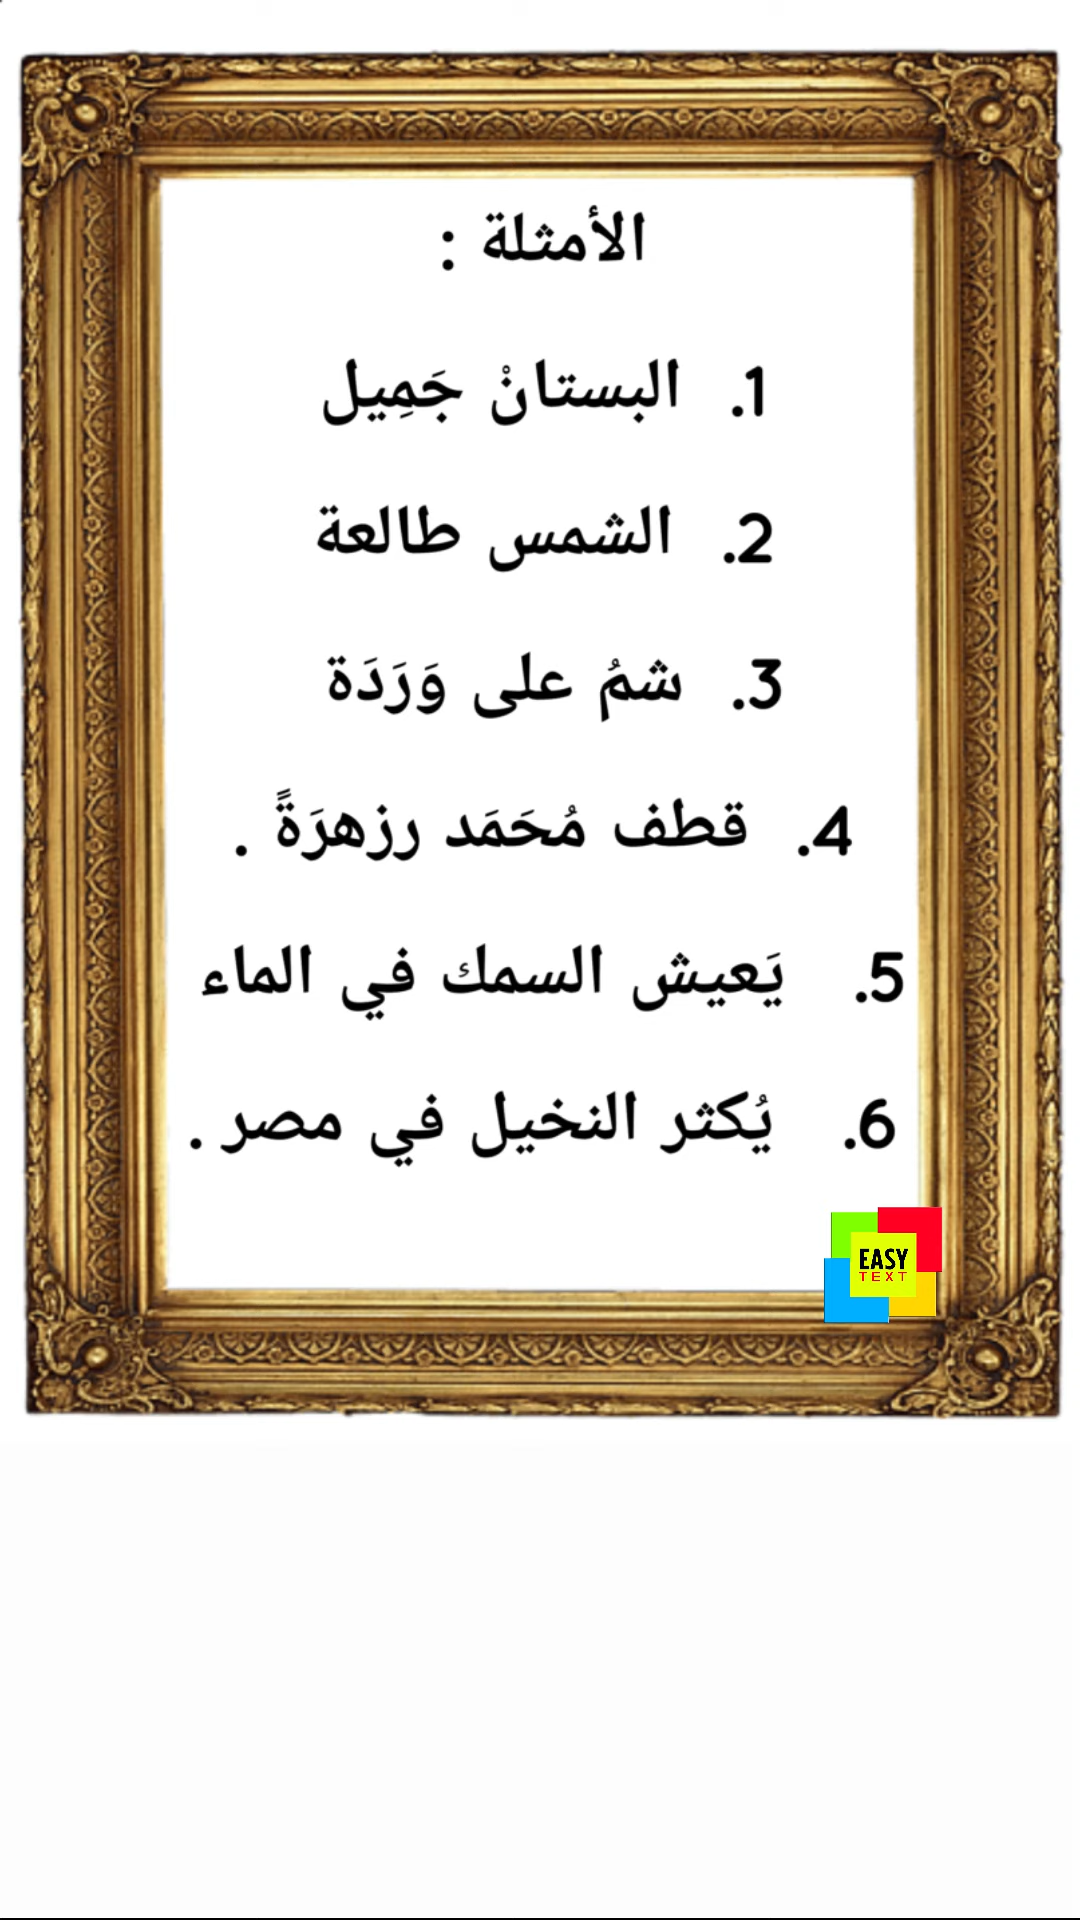 الأمثلة :
1. البستانْ جَمِيل
2. الشمس طالعة
3. شمُ على وَرَدَة
4. قطف مُحَمَد ررزهرَةً .
5. يَعيش السمك في الماء
6. يُكثر النخيل في مصر .
EASY
TEXT